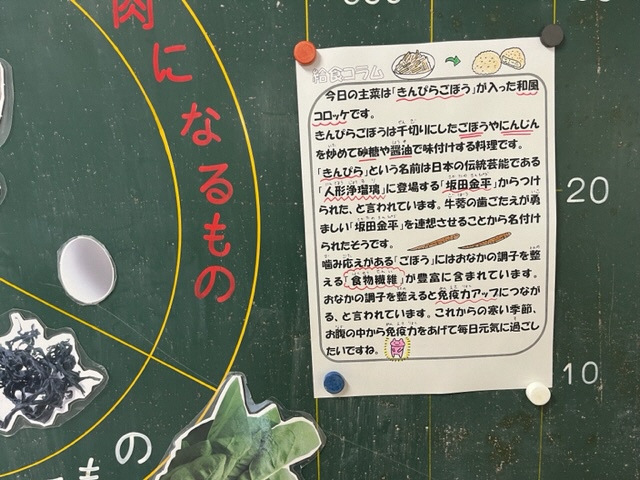 肉になるもの
もの
給食コラム
今日の主菜は「きんぴらごぼう」が入った和風
コロッケです。
きんぴらごぼうは千切りにしたごぼうやにんじん
を炒めて砂糖や醤油で味付けする料理です。
「きんぴら」という名前は日本の伝統芸能である
「人形浄瑠璃」に登場する「坂田金平」からつけ
られた、と言われています。牛蒡の歯ごたえが勇
ましい「坂田金平」を連想させることから名付け
られたそうです。
噛み応えがある「ごぼう」にはおなかの調子を整
える「食物繊維」が豊富に含まれています。
おなかの調子を整えると免疫力アップにつなが
る、と言われています。これからの寒い季節、
お腹の中から免疫力をあげて毎日元気に過ごし
たいですね。
20
10